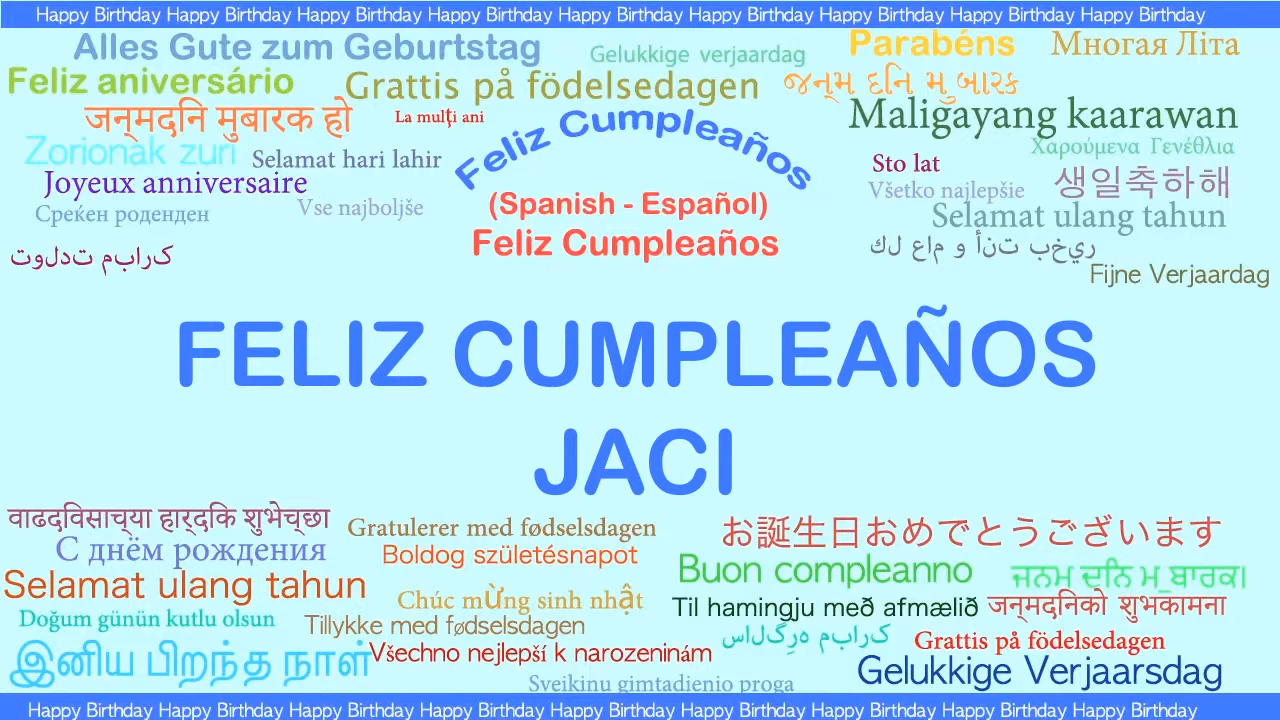 Happy Birthday Happy Birthday Happy Birthday Happy Birthday Happy Birthday Happy Birthday Happy Birthday Happy Birthday Happy Birthday
Alles Gute zum Geburtstag
Gelukkige verjaardag
Parabéns
Многая Літа
Feliz aniversário
Grattis på födelsedagen
જન્મ દિન મુબારક
जन्मदिन मुबारक हो
La mulţi ani
Feliz Cumpleaños
Maligayang kaarawan
Zorionak zuri
Selamat hari lahir
Sto lat
Χαρούμενα Γενέθλια
Joyeux anniversaire
(Spanish - Español)
Všetko najlepšie
생일축하해
Среќен роденден
Vse najboljše
Feliz Cumpleaños
Selamat ulang tahun
تولدت مبارک
كل عام و أنت بخير
Fijne Verjaardag
FELIZ CUMPLEAÑOS
JACI
वाढदिवसाच्या हार्दिक शुभेच्छा
Gratulerer med fødselsdagen
お誕生日おめでとうございます
С днём рождения
Boldog születésnapot
Buon compleanno
ਜਨਮ ਦਿਨ ਮੁਬਾਰਕ।
Selamat ulang tahun
Chúc mừng sinh nhật
Til hamingju með afmælið
जन्मदिनको शुभकामना
Doğum günün kutlu olsun
Tillykke med fødselsdagen
سالگرہ مبارک
Grattis på födelsedagen
இனிய பிறந்த நாள்
Všechno nejlepší k narozeninám
Gelukkige Verjaarsdag
Sveikinu gimtadienio proga
Happy Birthday Happy Birthday Happy Birthday Happy Birthday Happy Birthday Happy Birthday Happy Birthday Happy Birthday Happy Birthday